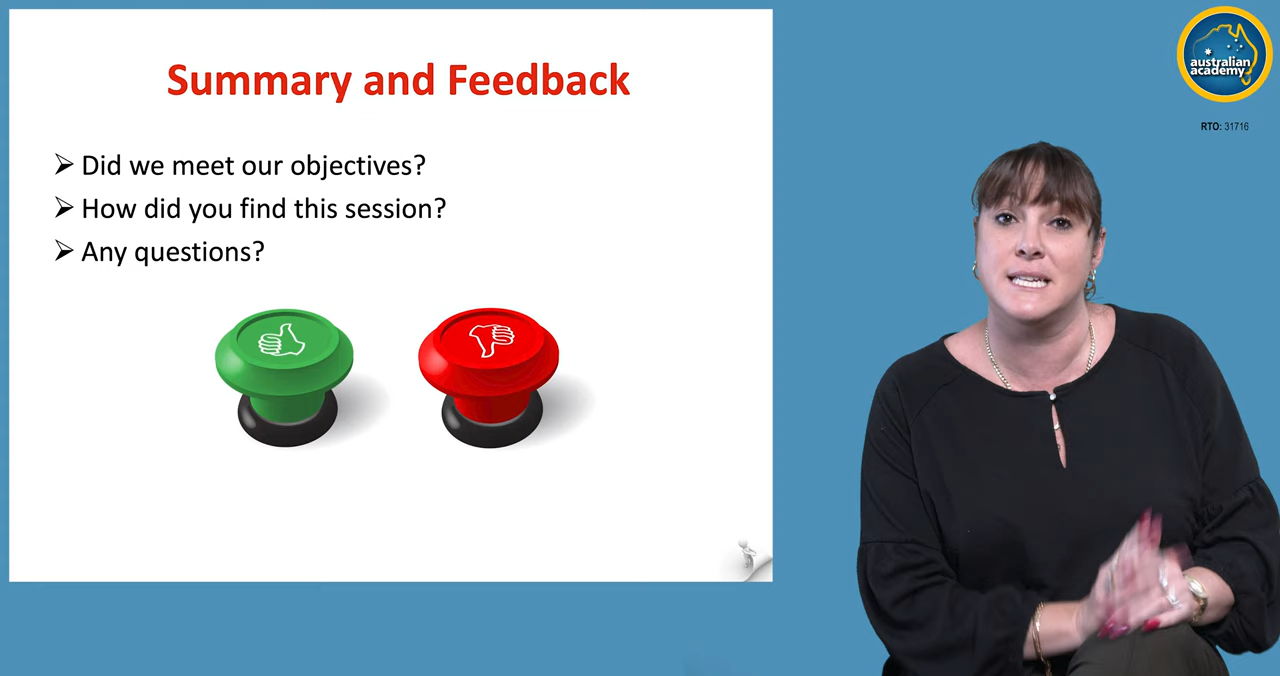 Summary and Feedback
Did we meet our objectives?
How did you find this session?
Any questions?
australian
academy
RTO: 31716